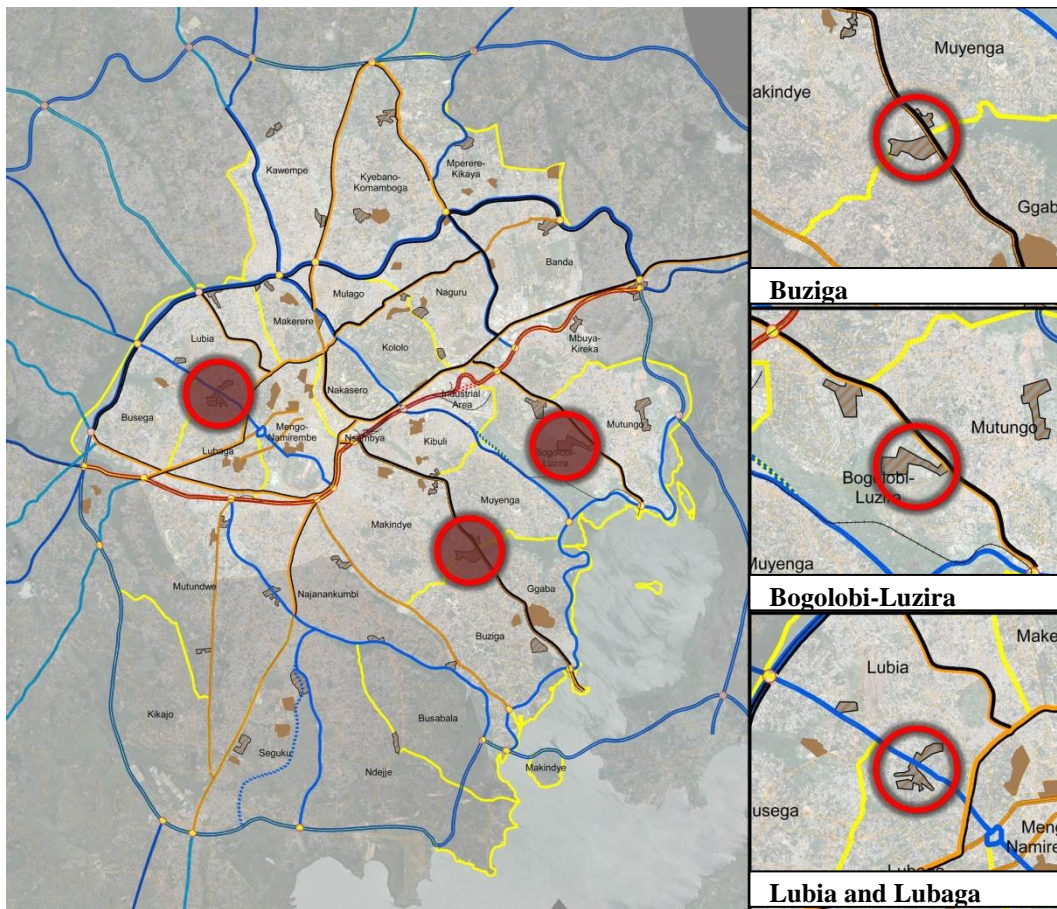 Kawempe
Kyebano-
Komamboga
Mperere-
Kikaya
Banda
Mulago
Naguru
Makerere
Lubia
Kololo
Mbuya-
Kireka
Nakasero
Industrial
Area
Busega
Mengo-
Namirembe
Lubaga
Nsambya
Kibuli
Mutungo
Bogolobi-
Luzira
Muyenga
Makindye
Mutundwe
Najanankumbi
Ggaba
Buziga
Kikajo
Busabala
Seguku
Ndejje
Makindye
Muyenga
akindye
Ggab
Buziga
Mutungo
Bogolobi-
Luzira
Muyenga
Bogolobi-Luzira
Make
Lubia
usega
Meng
Namire
Lubaga
Lubia and Lubaga